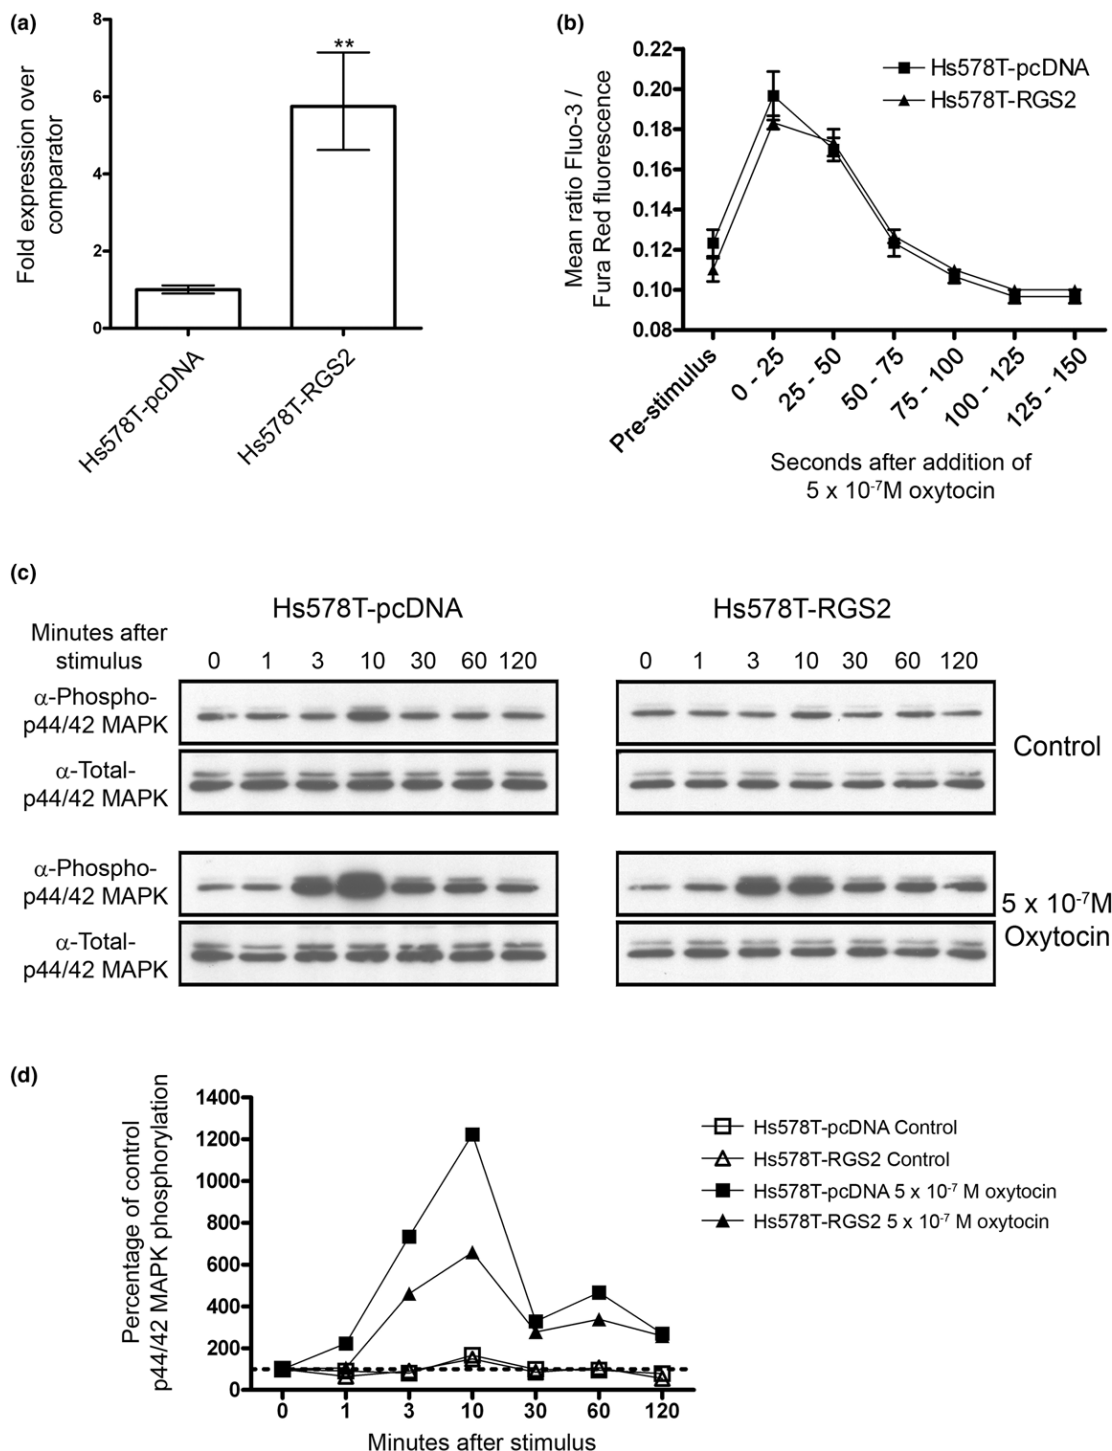 (a)
8
6
4
2
0
Fold expression over
comparator
**
Hs578T-pcDNA
Hs578T-RGS2
(b)
0.22
0.20
0.18
0.16
0.14
0.12
0.10
0.08
Mean ratio Fluo-3 /
Fura Red fluorescence
Hs578T-pcDNA
Hs578T-RGS2
Pre-stimulus
0 - 25
25 - 50
50 - 75
75 - 100
100 - 125
125 - 150
Seconds after addition of
5 x 10⁻⁷M oxytocin
(c)
Hs578T-pcDNA
Hs578T-RGS2
Minutes after
stimulus
0 1 3 10 30 60 120
0 1 3 10 30 60 120
α-Phospho-
p44/42 MAPK
α-Total-
p44/42 MAPK
Control
α-Phospho-
p44/42 MAPK
α-Total-
p44/42 MAPK
5 x 10⁻⁷M
Oxytocin
(d)
1400
1200
1000
800
600
400
200
0
Percentage of control
p44/42 MAPK phosphorylation
Hs578T-pcDNA Control
Hs578T-RGS2 Control
Hs578T-pcDNA 5 x 10⁻⁷ M oxytocin
Hs578T-RGS2 5 x 10⁻⁷ M oxytocin
0 1 3 10 30 60 120
Minutes after stimulus